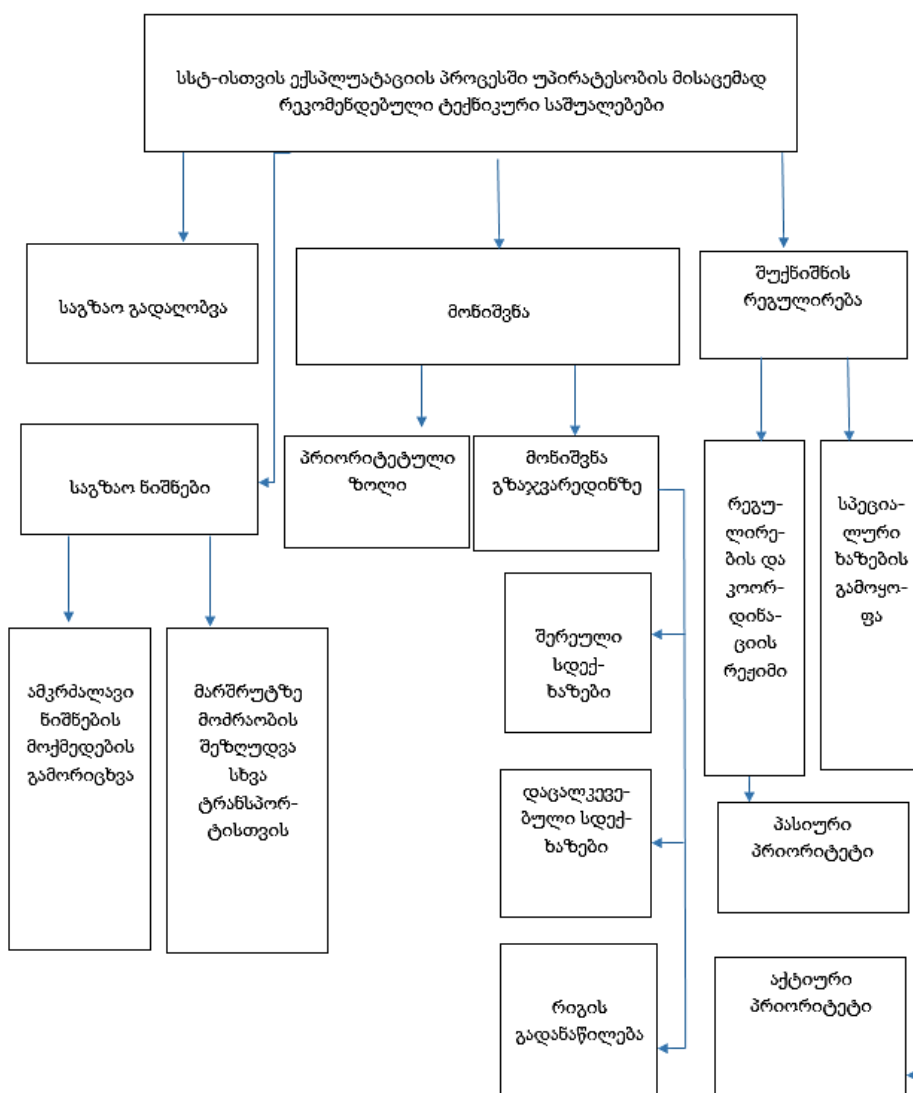 სსტ-ისთვის ექსპლუატაციის პროცესში უპირატესობის მისაცემად
რეკომენდებული ტექნიკური საშუალებები
საგზაო გადაღობვა
მონიშვნა
შუქნიშნის
რეგულირება
საგზაო ნიშნები
პრიორიტეტული
ზოლი
მონიშვნა
გზაჯვარედინზე
რეგუ-
ლირე-
ბის და
კოორ-
დინა-
ციის
რეჟიმი
სპეცია-
ლური
ხაზების
გამოყო-
ფა
ამკრძალავი
ნიშნების
მოქმედების
გამორიცხვა
მარშრუტზე
მოძრაობის
შეზღუდვა
სხვა
ტრანსპორ-
ტისთვის
შერეული
სდექ-
ხაზები
დაცალკევე-
ბული სდექ-
ხაზები
პასიური
პრიორიტეტი
რიგის
გადანაწილება
აქტიური
პრიორიტეტი